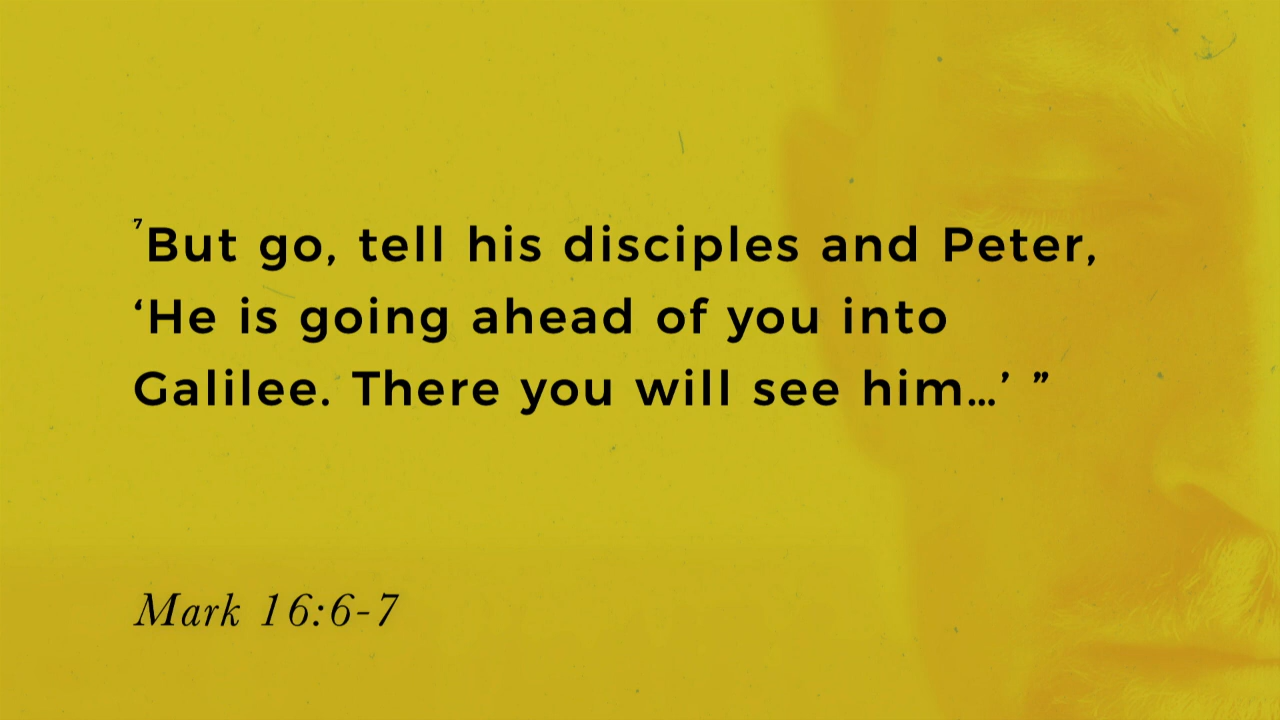 ⁷But go, tell his disciples and Peter,
‘He is going ahead of you into
Galilee. There you will see him…’ ”
Mark 16:6-7